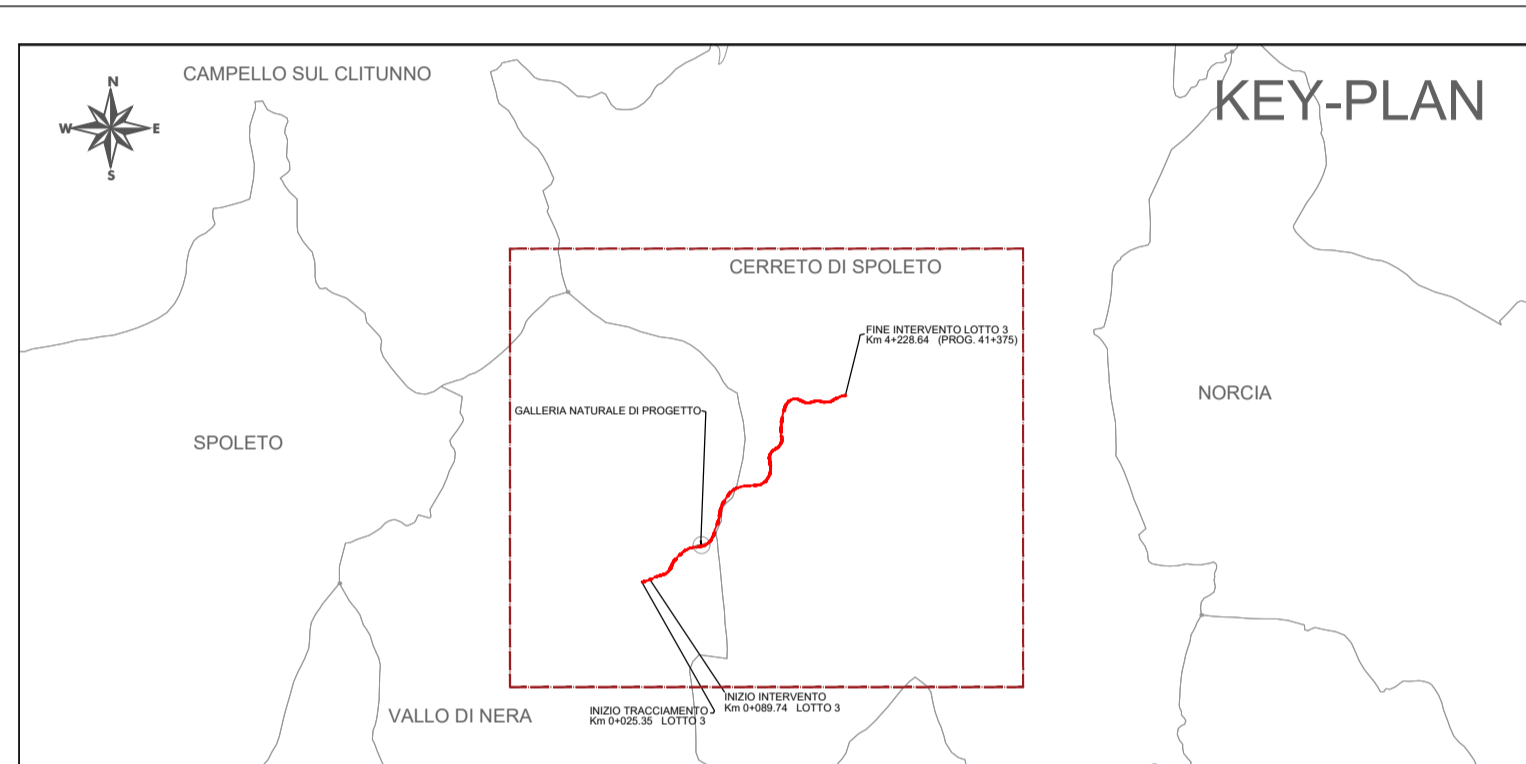 CAMPELLO SUL CLITUNNO
KEY-PLAN
N
W
E
S
CERRETO DI SPOLETO
FINE INTERVENTO LOTTO 3
Km 4+228.64 (PROG. 41+375)
NORCIA
GALLERIA NATURALE DI PROGETTO
SPOLETO
INIZIO INTERVENTO
Km 0+089.74 LOTTO 3
INIZIO TRACCIAMENTO
Km 0+025.35 LOTTO 3
VALLO DI NERA